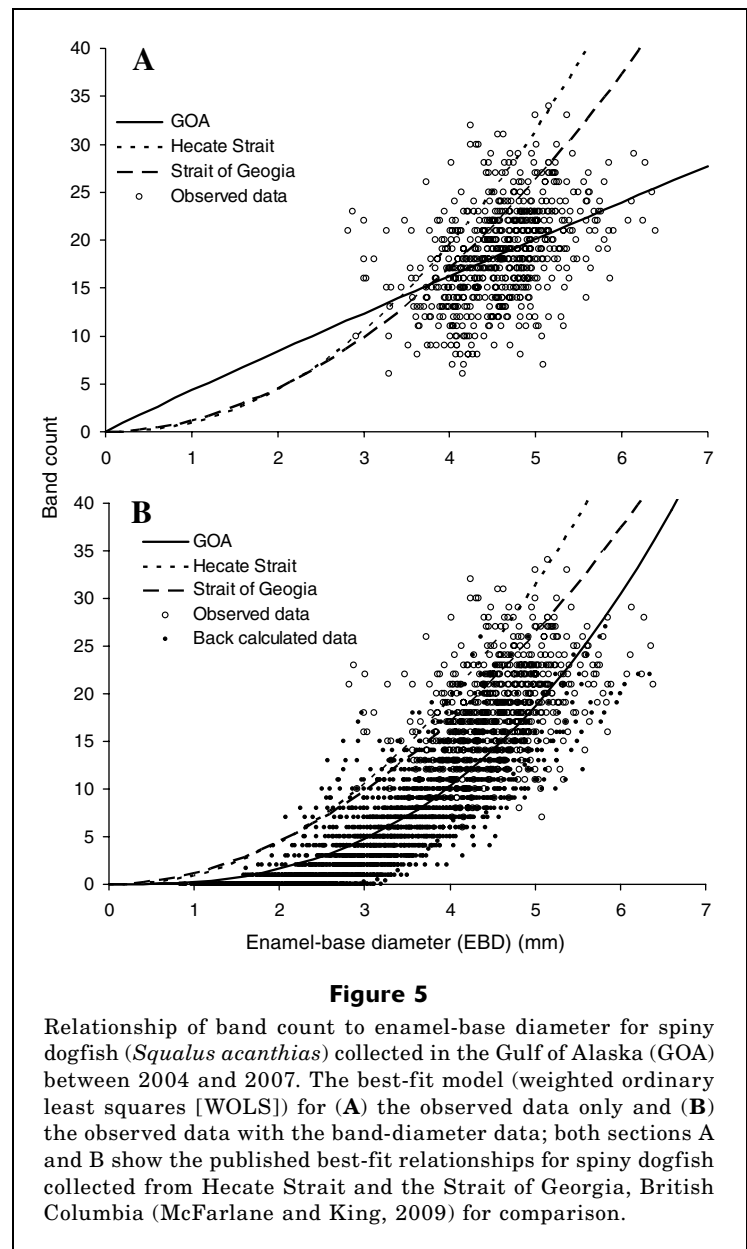 A
40
35
30
25
20
15
10
5
0
GOA
Hecate Strait
Strait of Geogia
Observed data
0 1 2 3 4 5 6 7
Band count
B
40
35
30
25
20
15
10
5
0
GOA
Hecate Strait
Strait of Geogia
Observed data
Back calculated data
0 1 2 3 4 5 6 7
Enamel-base diameter (EBD) (mm)
Figure 5
Relationship of band count to enamel-base diameter for spiny
dogfish (Squalus acanthias) collected in the Gulf of Alaska (GOA)
between 2004 and 2007. The best-fit model (weighted ordinary
least squares [WOLS]) for (A) the observed data only and (B)
the observed data with the band-diameter data; both sections A
and B show the published best-fit relationships for spiny dogfish
collected from Hecate Strait and the Strait of Georgia, British
Columbia (McFarlane and King, 2009) for comparison.